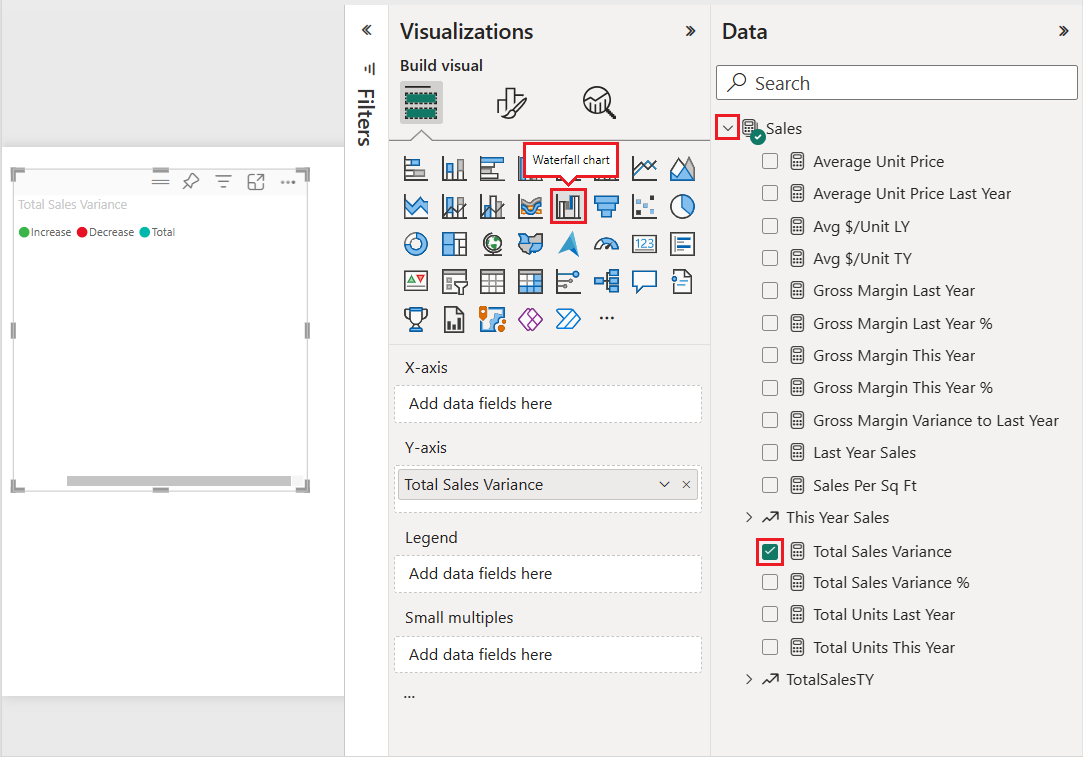 Total Sales Variance
Increase Decrease Total
Filters
Visualizations
Build visual
Waterfall chart
123
X-axis
Add data fields here
Y-axis
Total Sales Variance
Legend
Add data fields here
Small multiples
Add data fields here
...
Data
Search
Sales
Average Unit Price
Average Unit Price Last Year
Avg $/Unit LY
Avg $/Unit TY
Gross Margin Last Year
Gross Margin Last Year %
Gross Margin This Year
Gross Margin This Year %
Gross Margin Variance to Last Year
Last Year Sales
Sales Per Sq Ft
This Year Sales
Total Sales Variance
Total Sales Variance %
Total Units Last Year
Total Units This Year
TotalSalesTY